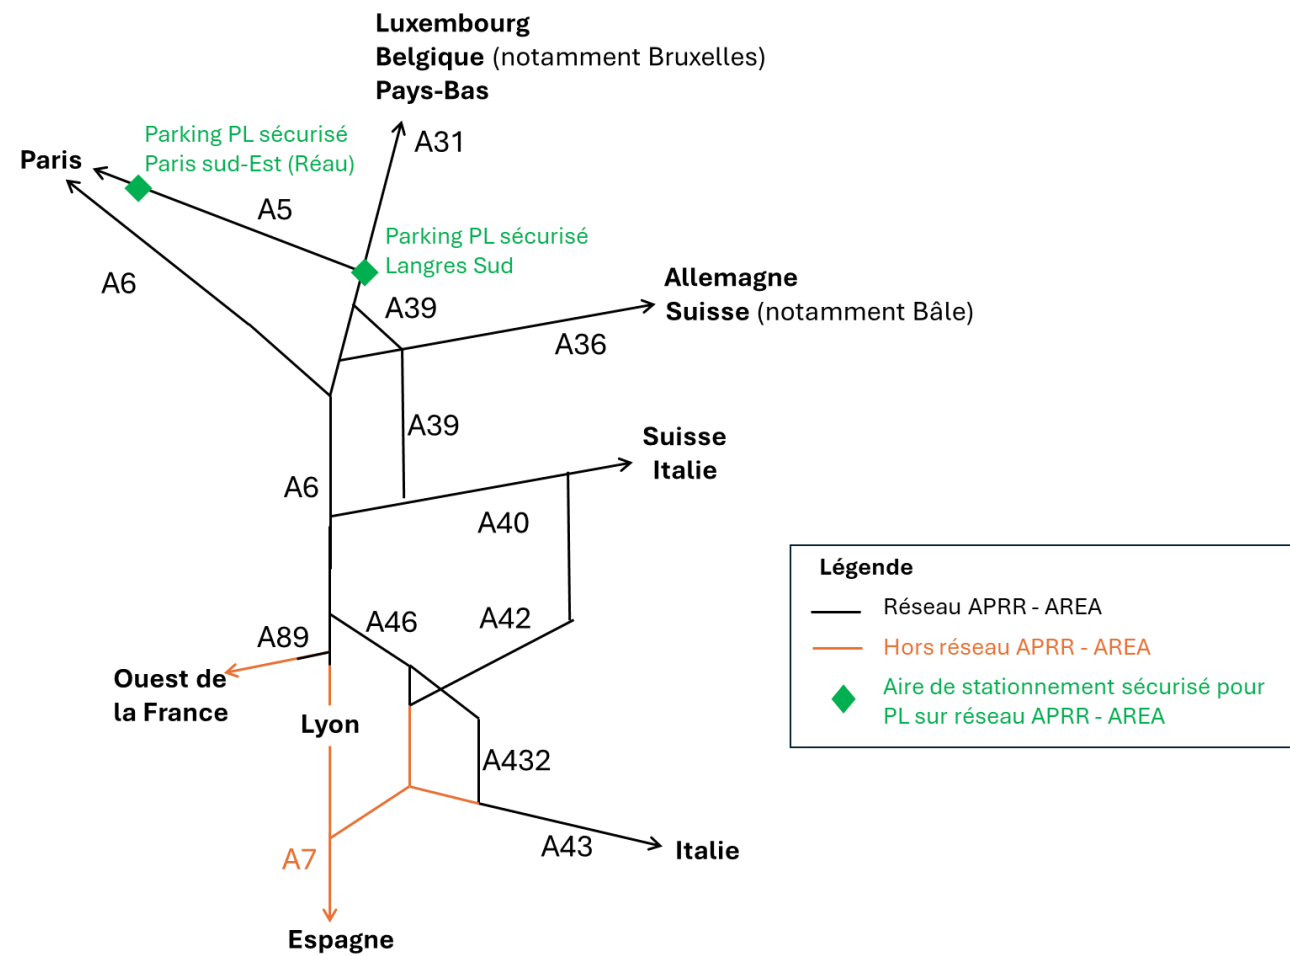 Luxembourg
Belgique (notamment Bruxelles)
Pays-Bas
Parking PL sécurisé
Paris sud-Est (Réau)
A31
Paris
A5
Parking PL sécurisé
Langres Sud
A6
Allemagne
Suisse (notamment Bâle)
A39
A36
A39
Suisse
Italie
A6
A40
Légende
Réseau APRR - AREA
Hors réseau APRR - AREA
Aire de stationnement sécurisé pour
PL sur réseau APRR - AREA
A46
A42
A89
Ouest de
la France
Lyon
A432
A43
Italie
A7
Espagne